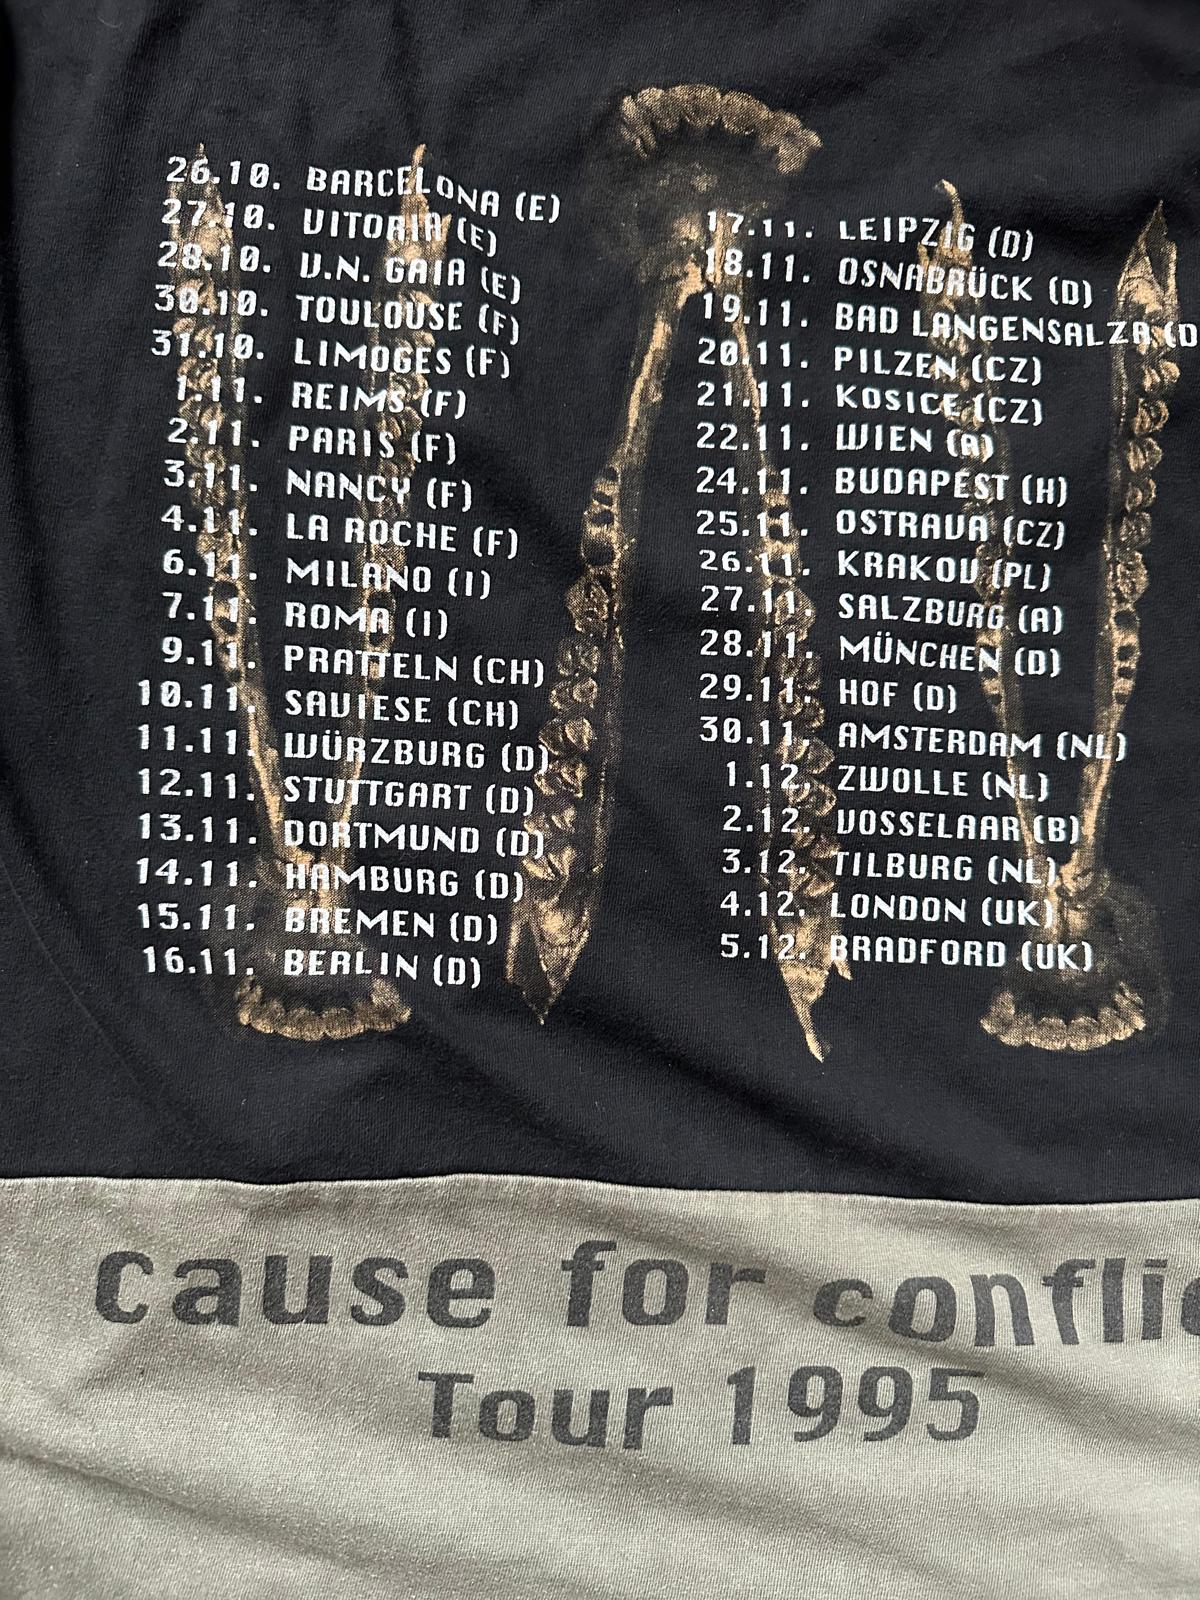 26.10. BARCELONA (E)
27.10. VITORIA (E)
28.10. V.N. GAIA (E)
30.10. TOULOUSE (F)
31.10. LIMOGES (F)
1.11. REIMS (F)
2.11. PARIS (F)
3.11. NANCY (F)
4.11. LA ROCHE (F)
6.11. MILANO (I)
7.11. ROMA (I)
9.11. PRATTELN (CH)
10.11. SAVIESE (CH)
11.11. WÜRZBURG (D)
12.11. STUTTGART (D)
13.11. DORTMUND (D)
14.11. HAMBURG (D)
15.11. BREMEN (D)
16.11. BERLIN (D)
17.11. LEIPZIG (D)
18.11. OSNABRÜCK (D)
19.11. BAD LANGENSALZA (D
20.11. PILZEN (CZ)
21.11. KOSICE (CZ)
22.11. WIEN (A)
24.11. BUDAPEST (H)
25.11. OSTRAVA (CZ)
26.11. KRAKOV (PL)
27.11. SALZBURG (A)
28.11. MÜNCHEN (D)
29.11. HOF (D)
30.11. AMSTERDAM (NL)
1.12. ZWOLLE (NL)
2.12. VOSSELAAR (B)
3.12. TILBURG (NL)
4.12. LONDON (UK)
5.12. BRADFORD (UK)
cause for conflic
Tour 1995